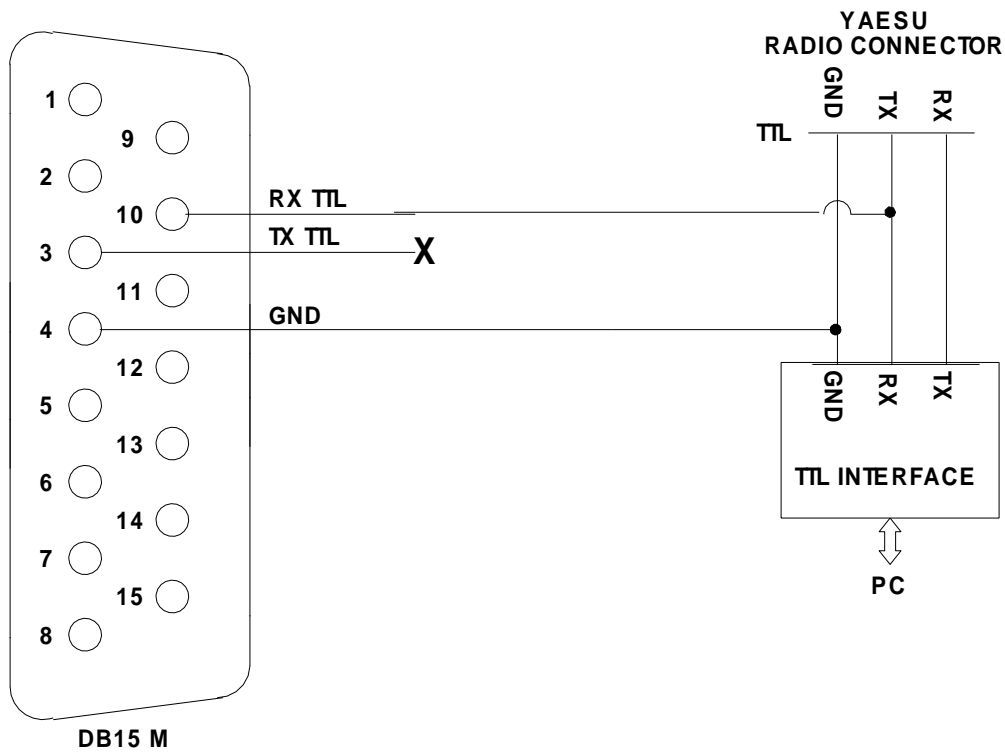 YAESU
RADIO CONNECTOR
GND TX RX
TTL
1
9
2
10 RX TTL
3 TX TTL X
11
4 GND
12
GND RX TX
5
13
6 TTL INTERFACE
14
7
PC
15
8
DB15 M